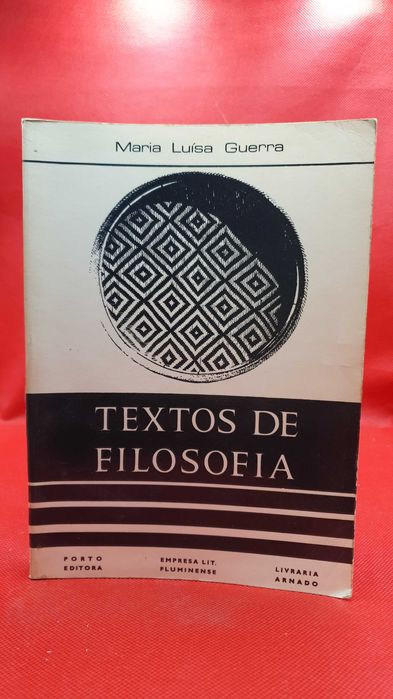 Maria Luísa Guerra
TEXTOS DE
FILOSOFIA
PORTO
EDITORA
EMPRESA LIT.
FLUMINENSE
LIVRARIA
ARNADO